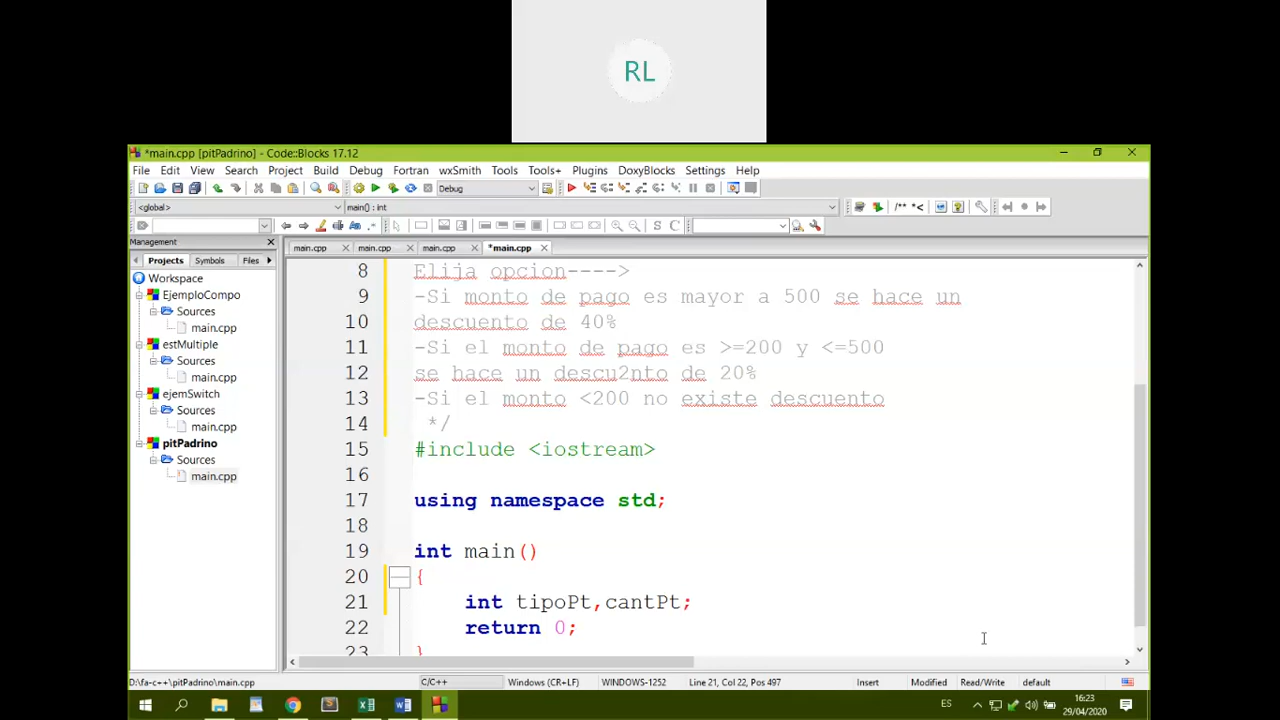 RL
*main.cpp [pitPadrino] - Code::Blocks 17.12
File Edit View Search Project Build Debug Fortran wxSmith Tools Tools+ Plugins DoxyBlocks Settings Help
Debug
<global> main() : int /** *<
Management
main.cpp main.cpp main.cpp *main.cpp
Projects Symbols Files
Workspace
EjemploCompo
Sources
main.cpp
estMultiple
Sources
main.cpp
ejemSwitch
Sources
main.cpp
pitPadrino
Sources
main.cpp
8 Elija opcion---->
9 -Si monto de pago es mayor a 500 se hace un
10 descuento de 40%
11 -Si el monto de pago es >=200 y <=500
12 se hace un descu2nto de 20%
13 -Si el monto <200 no existe descuento
14 */
15 #include <iostream>
16
17 using namespace std;
18
19 int main()
20 {
21 int tipoPt,cantPt;
22 return 0;
23 }
D:\fa-c++\pitPadrino\main.cpp C/C++ Windows (CR+LF) WINDOWS-1252 Line 21, Col 22, Pos 497 Insert Modified Read/Write default
ES 16:23
29/04/2020